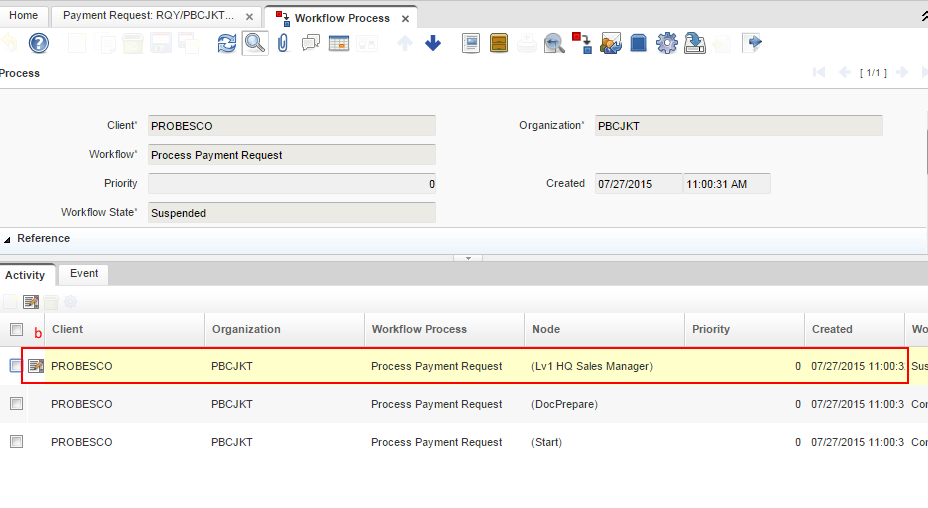 Home Payment Request: RQY/PBCJKT... Workflow Process
Process [ 1/1 ]
Client* PROBESCO Organization* PBCJKT
Workflow* Process Payment Request
Priority 0 Created 07/27/2015 11:00:31 AM
Workflow State* Suspended
Reference
Activity Event
b Client Organization Workflow Process Node Priority Created Wo
PROBESCO PBCJKT Process Payment Request (Lv1 HQ Sales Manager) 0 07/27/2015 11:00:3 Sus
PROBESCO PBCJKT Process Payment Request (DocPrepare) 0 07/27/2015 11:00:3 Con
PROBESCO PBCJKT Process Payment Request (Start) 0 07/27/2015 11:00:3 Con